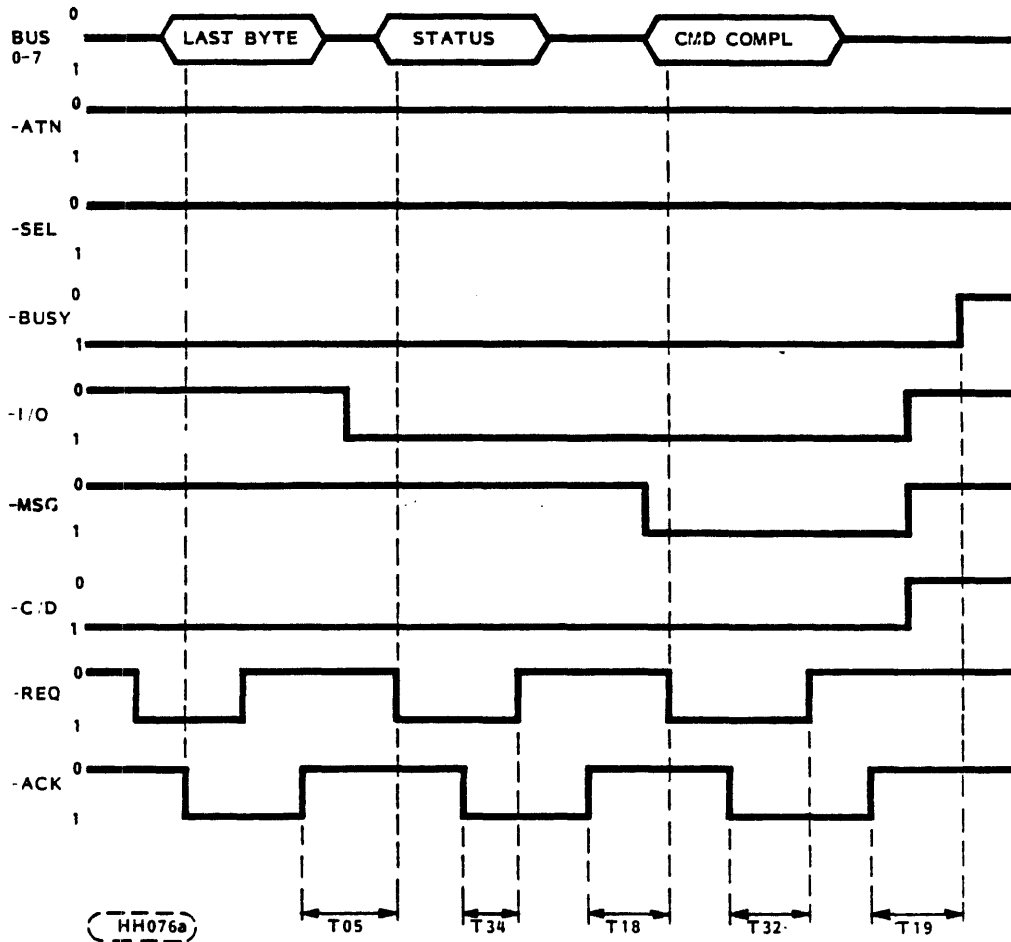 0
BUS
0-7
1
LAST BYTE
STATUS
CMD COMPL
0
-ATN
1
0
-SEL
1
0
-BUSY
1
0
-I/O
1
0
-MSG
1
0
-C/D
1
0
-REQ
1
0
-ACK
1
HH076a
T05
T34
T18
T32
T19